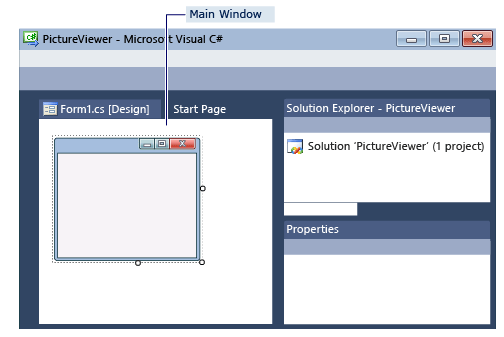 Main Window
PictureViewer - Microsoft Visual C#
Form1.cs [Design] Start Page
Solution Explorer - PictureViewer
Solution 'PictureViewer' (1 project)
Properties